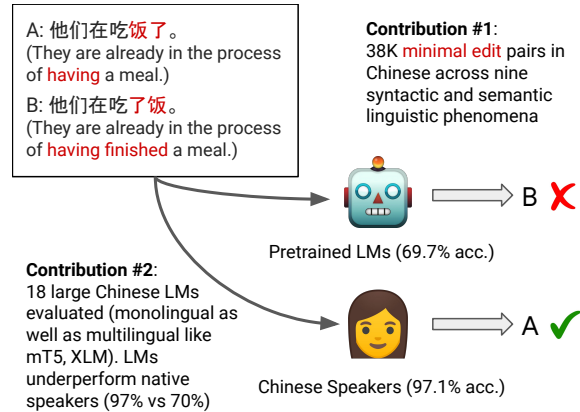 A: 他们在吃饭了。
(They are already in the process
of having a meal.)
B: 他们在吃了饭。
(They are already in the process
of having finished a meal.)
Contribution #1:
38K minimal edit pairs in
Chinese across nine
syntactic and semantic
linguistic phenomena
B
Pretrained LMs (69.7% acc.)
Contribution #2:
18 large Chinese LMs
evaluated (monolingual as
well as multilingual like
mT5, XLM). LMs
underperform native
speakers (97% vs 70%)
A
Chinese Speakers (97.1% acc.)